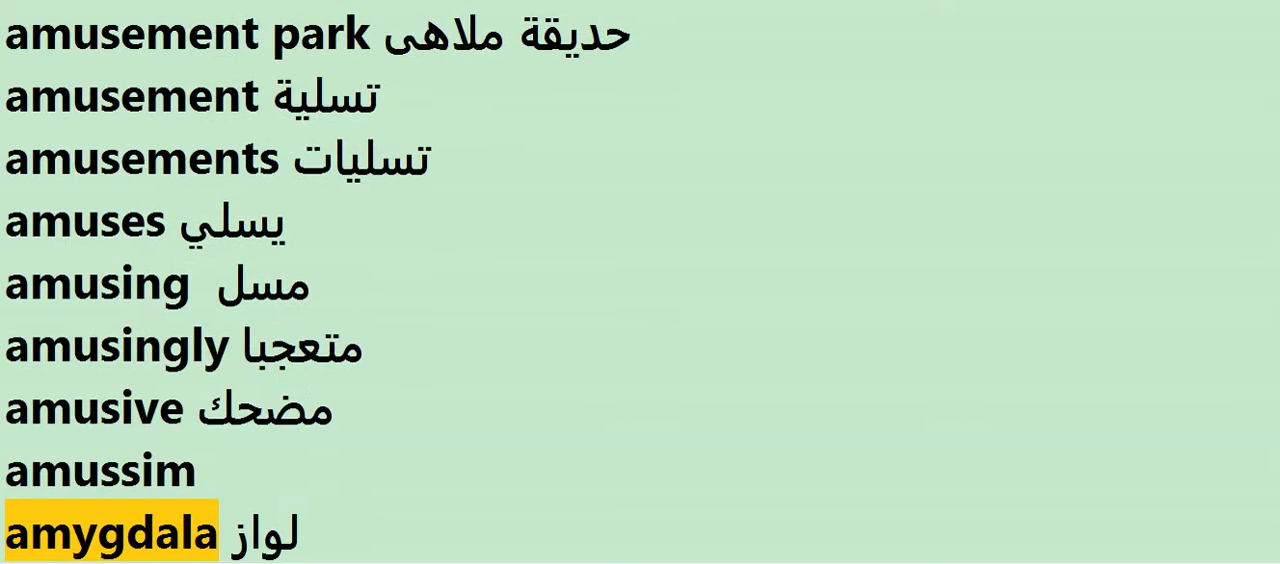 amusement park حديقة ملاهى
amusement تسلية
amusements تسليات
amuses يسلي
amusing مسل
amusingly متعجبا
amusive مضحك
amussim
amygdala لواز